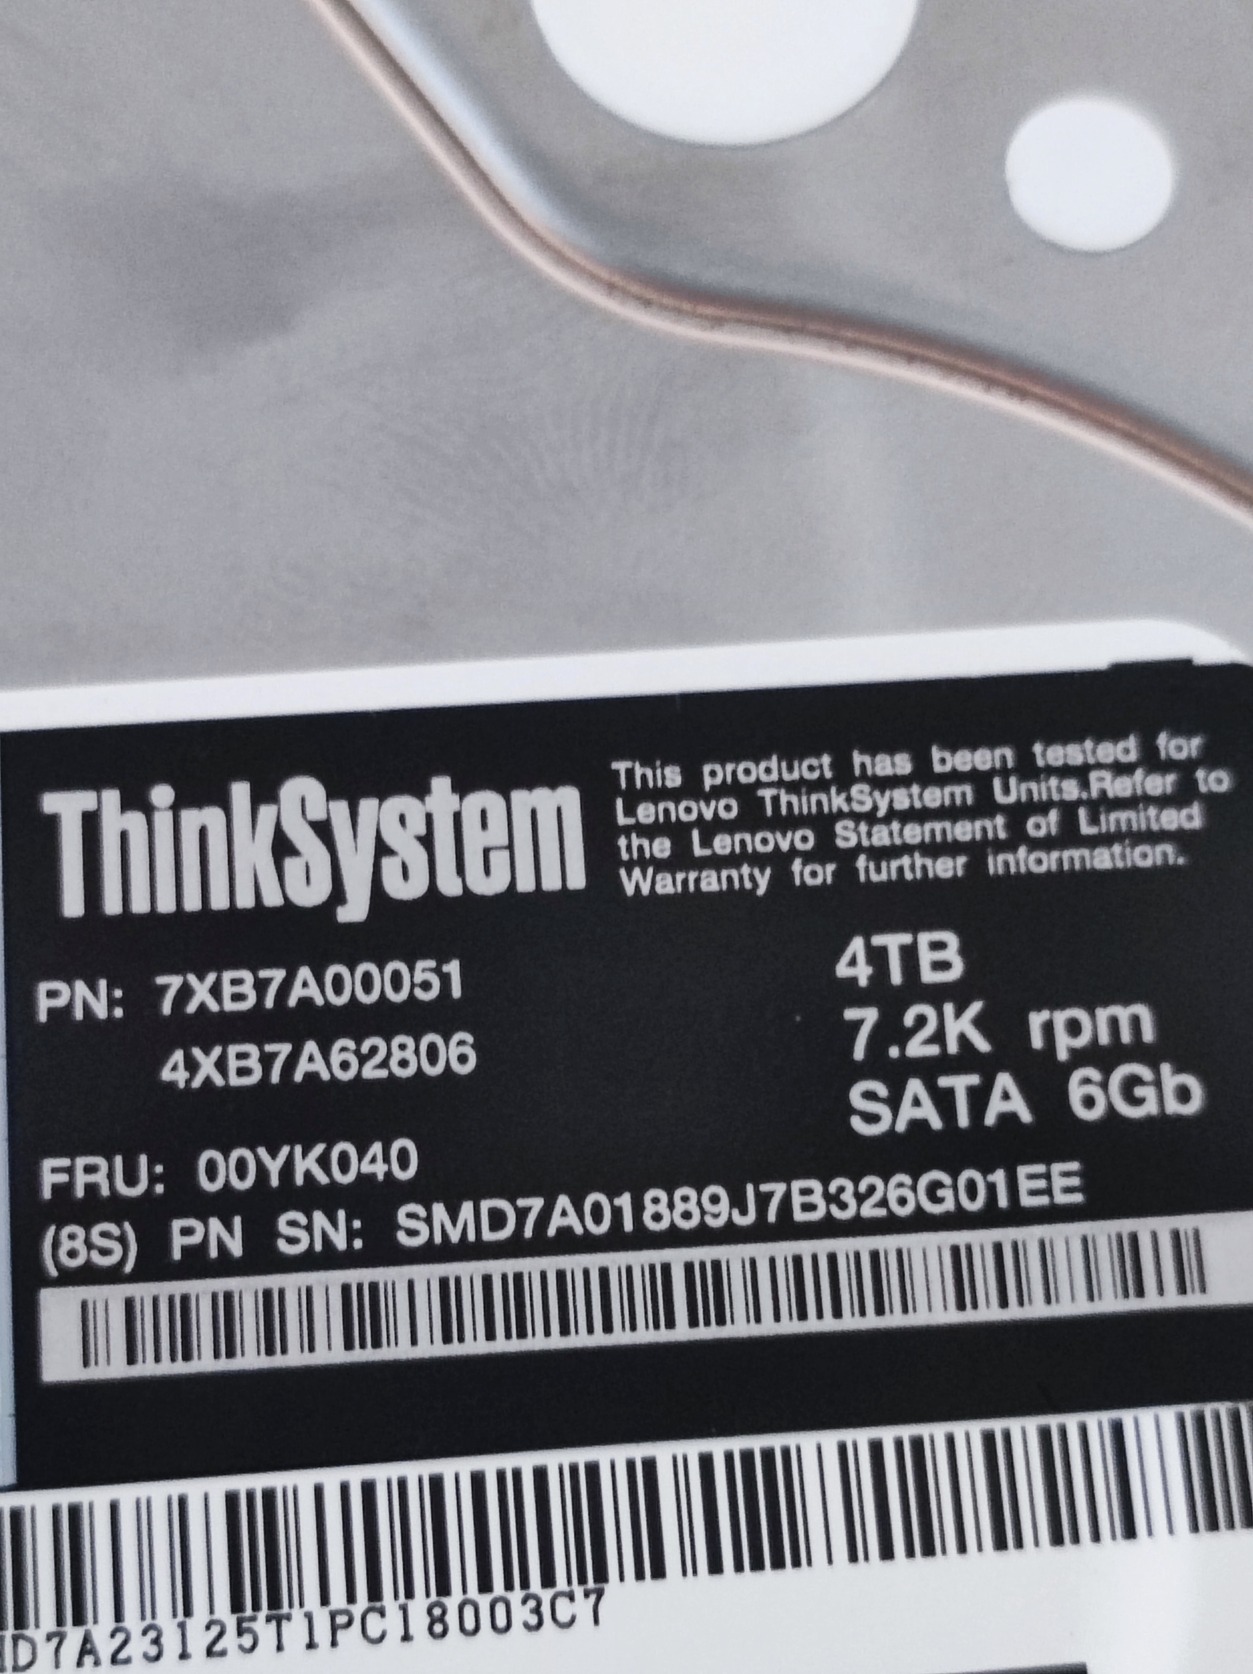 ThinkSystem
This product has been tested for
Lenovo ThinkSystem Units.Refer to
the Lenovo Statement of Limited
Warranty for further information.
PN: 7XB7A00051
4XB7A62806
4TB
7.2K rpm
SATA 6Gb
FRU: 00YK040
(8S) PN SN: SMD7A01889J7B326G01EE
D7A23125T1PC18003C7